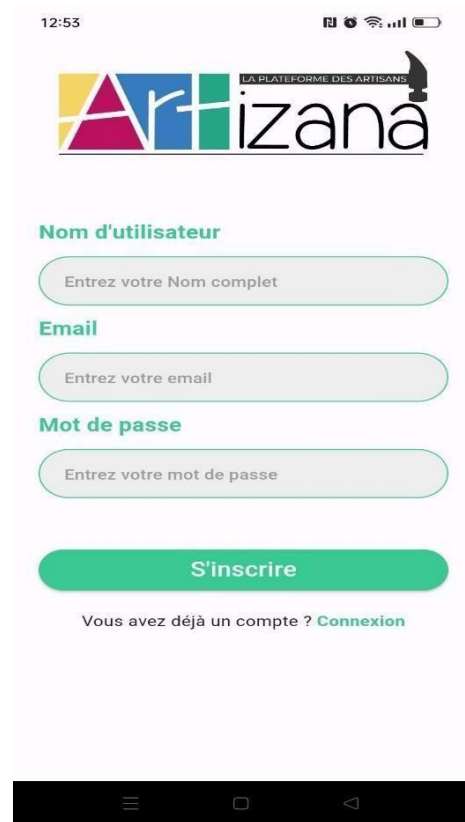 12:53
LA PLATEFORME DES ARTISANS
Artizana
Nom d'utilisateur
Entrez votre Nom complet
Email
Entrez votre email
Mot de passe
Entrez votre mot de passe
S'inscrire
Vous avez déjà un compte ? Connexion